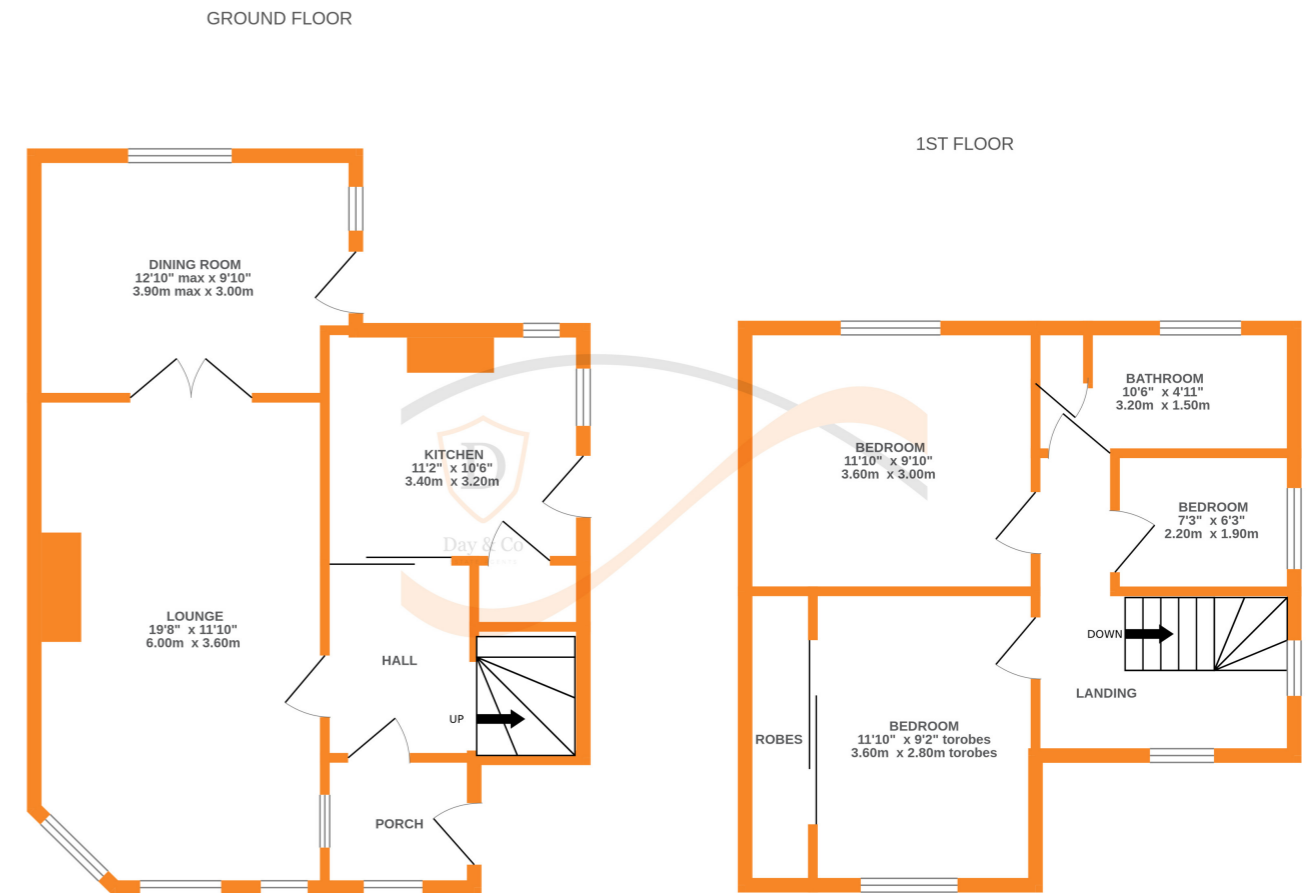 GROUND FLOOR
1ST FLOOR
DINING ROOM
12'10" max x 9'10"
3.90m max x 3.00m
KITCHEN
11'2" x 10'6"
3.40m x 3.20m
LOUNGE
19'8" x 11'10"
6.00m x 3.60m
HALL
UP
PORCH
BATHROOM
10'6" x 4'11"
3.20m x 1.50m
BEDROOM
11'10" x 9'10"
3.60m x 3.00m
BEDROOM
7'3" x 6'3"
2.20m x 1.90m
DOWN
LANDING
ROBES
BEDROOM
11'10" x 9'2" torobes
3.60m x 2.80m torobes
D
Day & Co